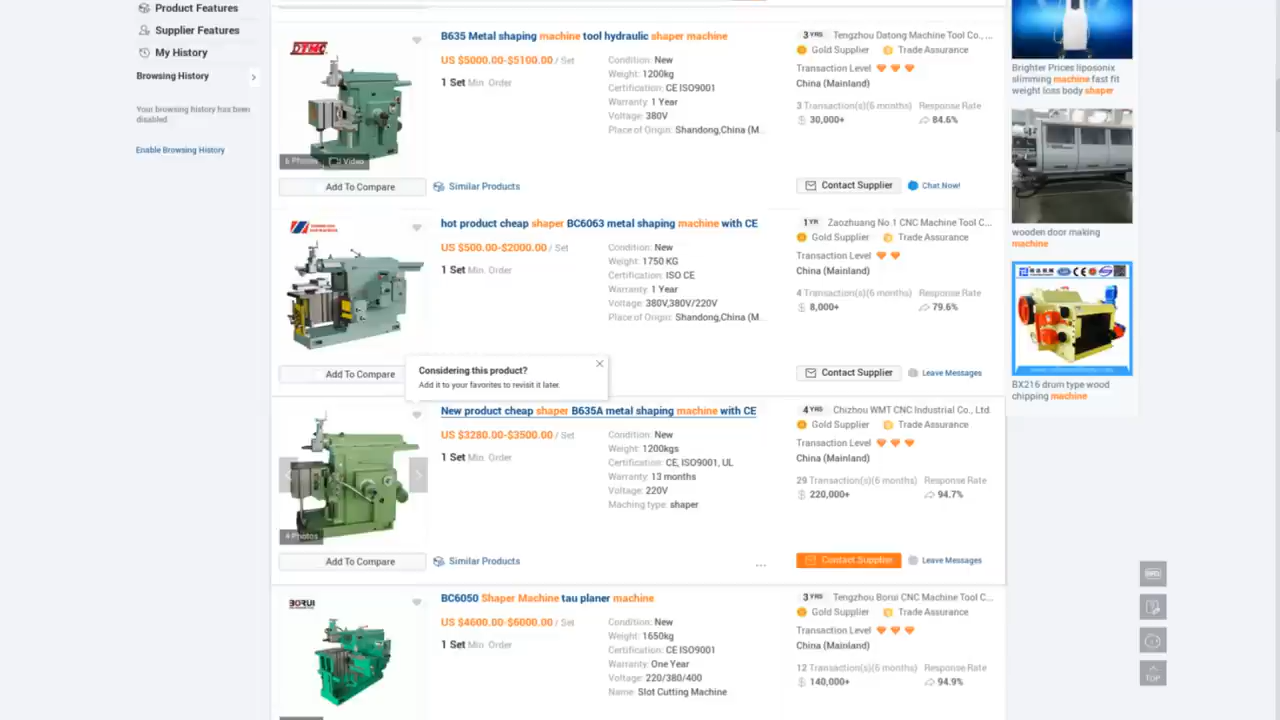 Product Features
Supplier Features
My History
Browsing History
Your browsing history has been
disabled
Enable Browsing History
DTMC
B635 Metal shaping machine tool hydraulic shaper machine
US $5000.00-$5100.00 / Set
1 Set Min. Order
Condition: New
Weight: 1200kg
Certification: CE ISO9001
Warranty: 1 Year
Voltage: 380V
Place of Origin: Shandong,China (M...
6 Photos
Video
Add To Compare
Similar Products
3 YRS Tengzhou Datong Machine Tool Co., ...
Gold Supplier Trade Assurance
Transaction Level
China (Mainland)
3 Transaction(s)(6 months) Response Rate
30,000+ 84.6%
Contact Supplier Chat Now!
hot product cheap shaper BC6063 metal shaping machine with CE
US $500.00-$2000.00 / Set
1 Set Min. Order
Condition: New
Weight: 1750 KG
Certification: ISO CE
Warranty: 1 Year
Voltage: 380V,380V/220V
Place of Origin: Shandong,China (M...
Add To Compare
1 YR Zaozhuang No 1 CNC Machine Tool C...
Gold Supplier Trade Assurance
Transaction Level
China (Mainland)
4 Transaction(s)(6 months) Response Rate
8,000+ 79.6%
Contact Supplier Leave Messages
Considering this product?
Add it to your favorites to revisit it later.
New product cheap shaper B635A metal shaping machine with CE
US $3280.00-$3500.00 / Set
1 Set Min. Order
Condition: New
Weight: 1200kgs
Certification: CE, ISO9001, UL
Warranty: 13 months
Voltage: 220V
Maching type: shaper
4 Photos
Add To Compare
Similar Products
...
4 YRS Chizhou WMT CNC Industrial Co., Ltd.
Gold Supplier Trade Assurance
Transaction Level
China (Mainland)
29 Transaction(s)(6 months) Response Rate
220,000+ 94.7%
Contact Supplier Leave Messages
BORUI
BC6050 Shaper Machine tau planer machine
US $4600.00-$6000.00 / Set
1 Set Min. Order
Condition: New
Weight: 1650kg
Certification: CE ISO9001
Warranty: One Year
Voltage: 220/380/400
Name: Slot Cutting Machine
3 YRS Tengzhou Borui CNC Machine Tool C...
Gold Supplier Trade Assurance
Transaction Level
China (Mainland)
12 Transaction(s)(6 months) Response Rate
140,000+ 94.9%
Brighter Prices liposonix
slimming machine fast fit
weight loss body shaper
wooden door making
machine
BX216 drum type wood
chipping machine
TOP